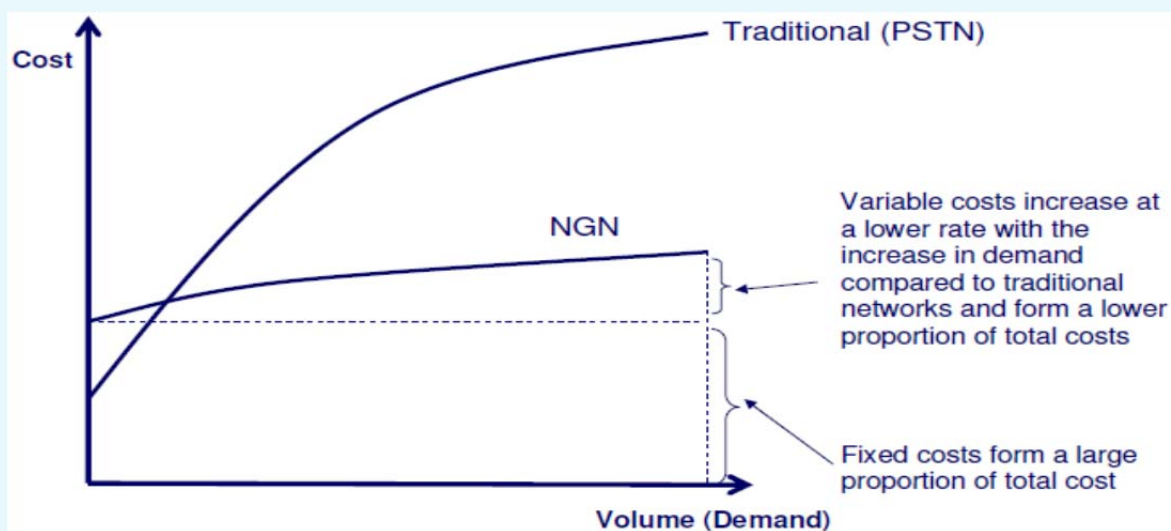 Traditional (PSTN)
Cost
NGN
Variable costs increase at
a lower rate with the
increase in demand
compared to traditional
networks and form a lower
proportion of total costs
Fixed costs form a large
proportion of total cost
Volume (Demand)